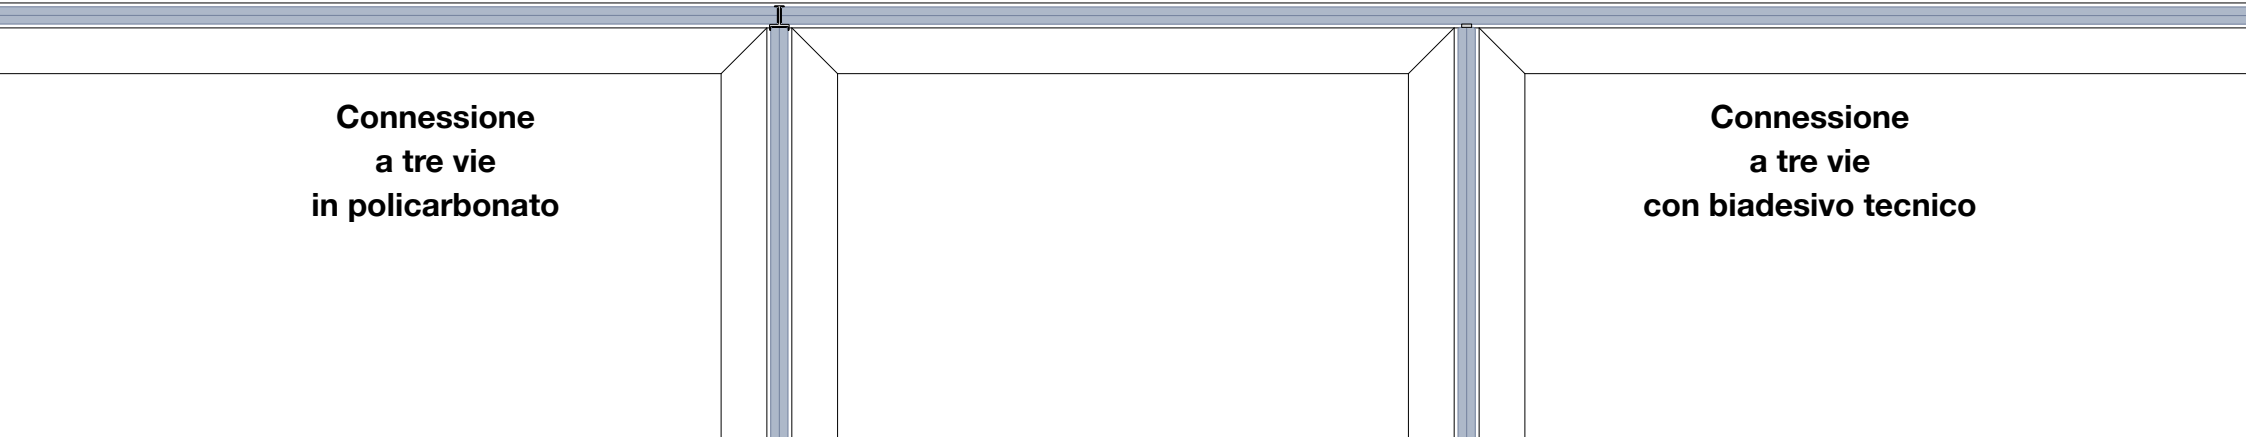 Connessione
a tre vie
in policarbonato
Connessione
a tre vie
con biadesivo tecnico